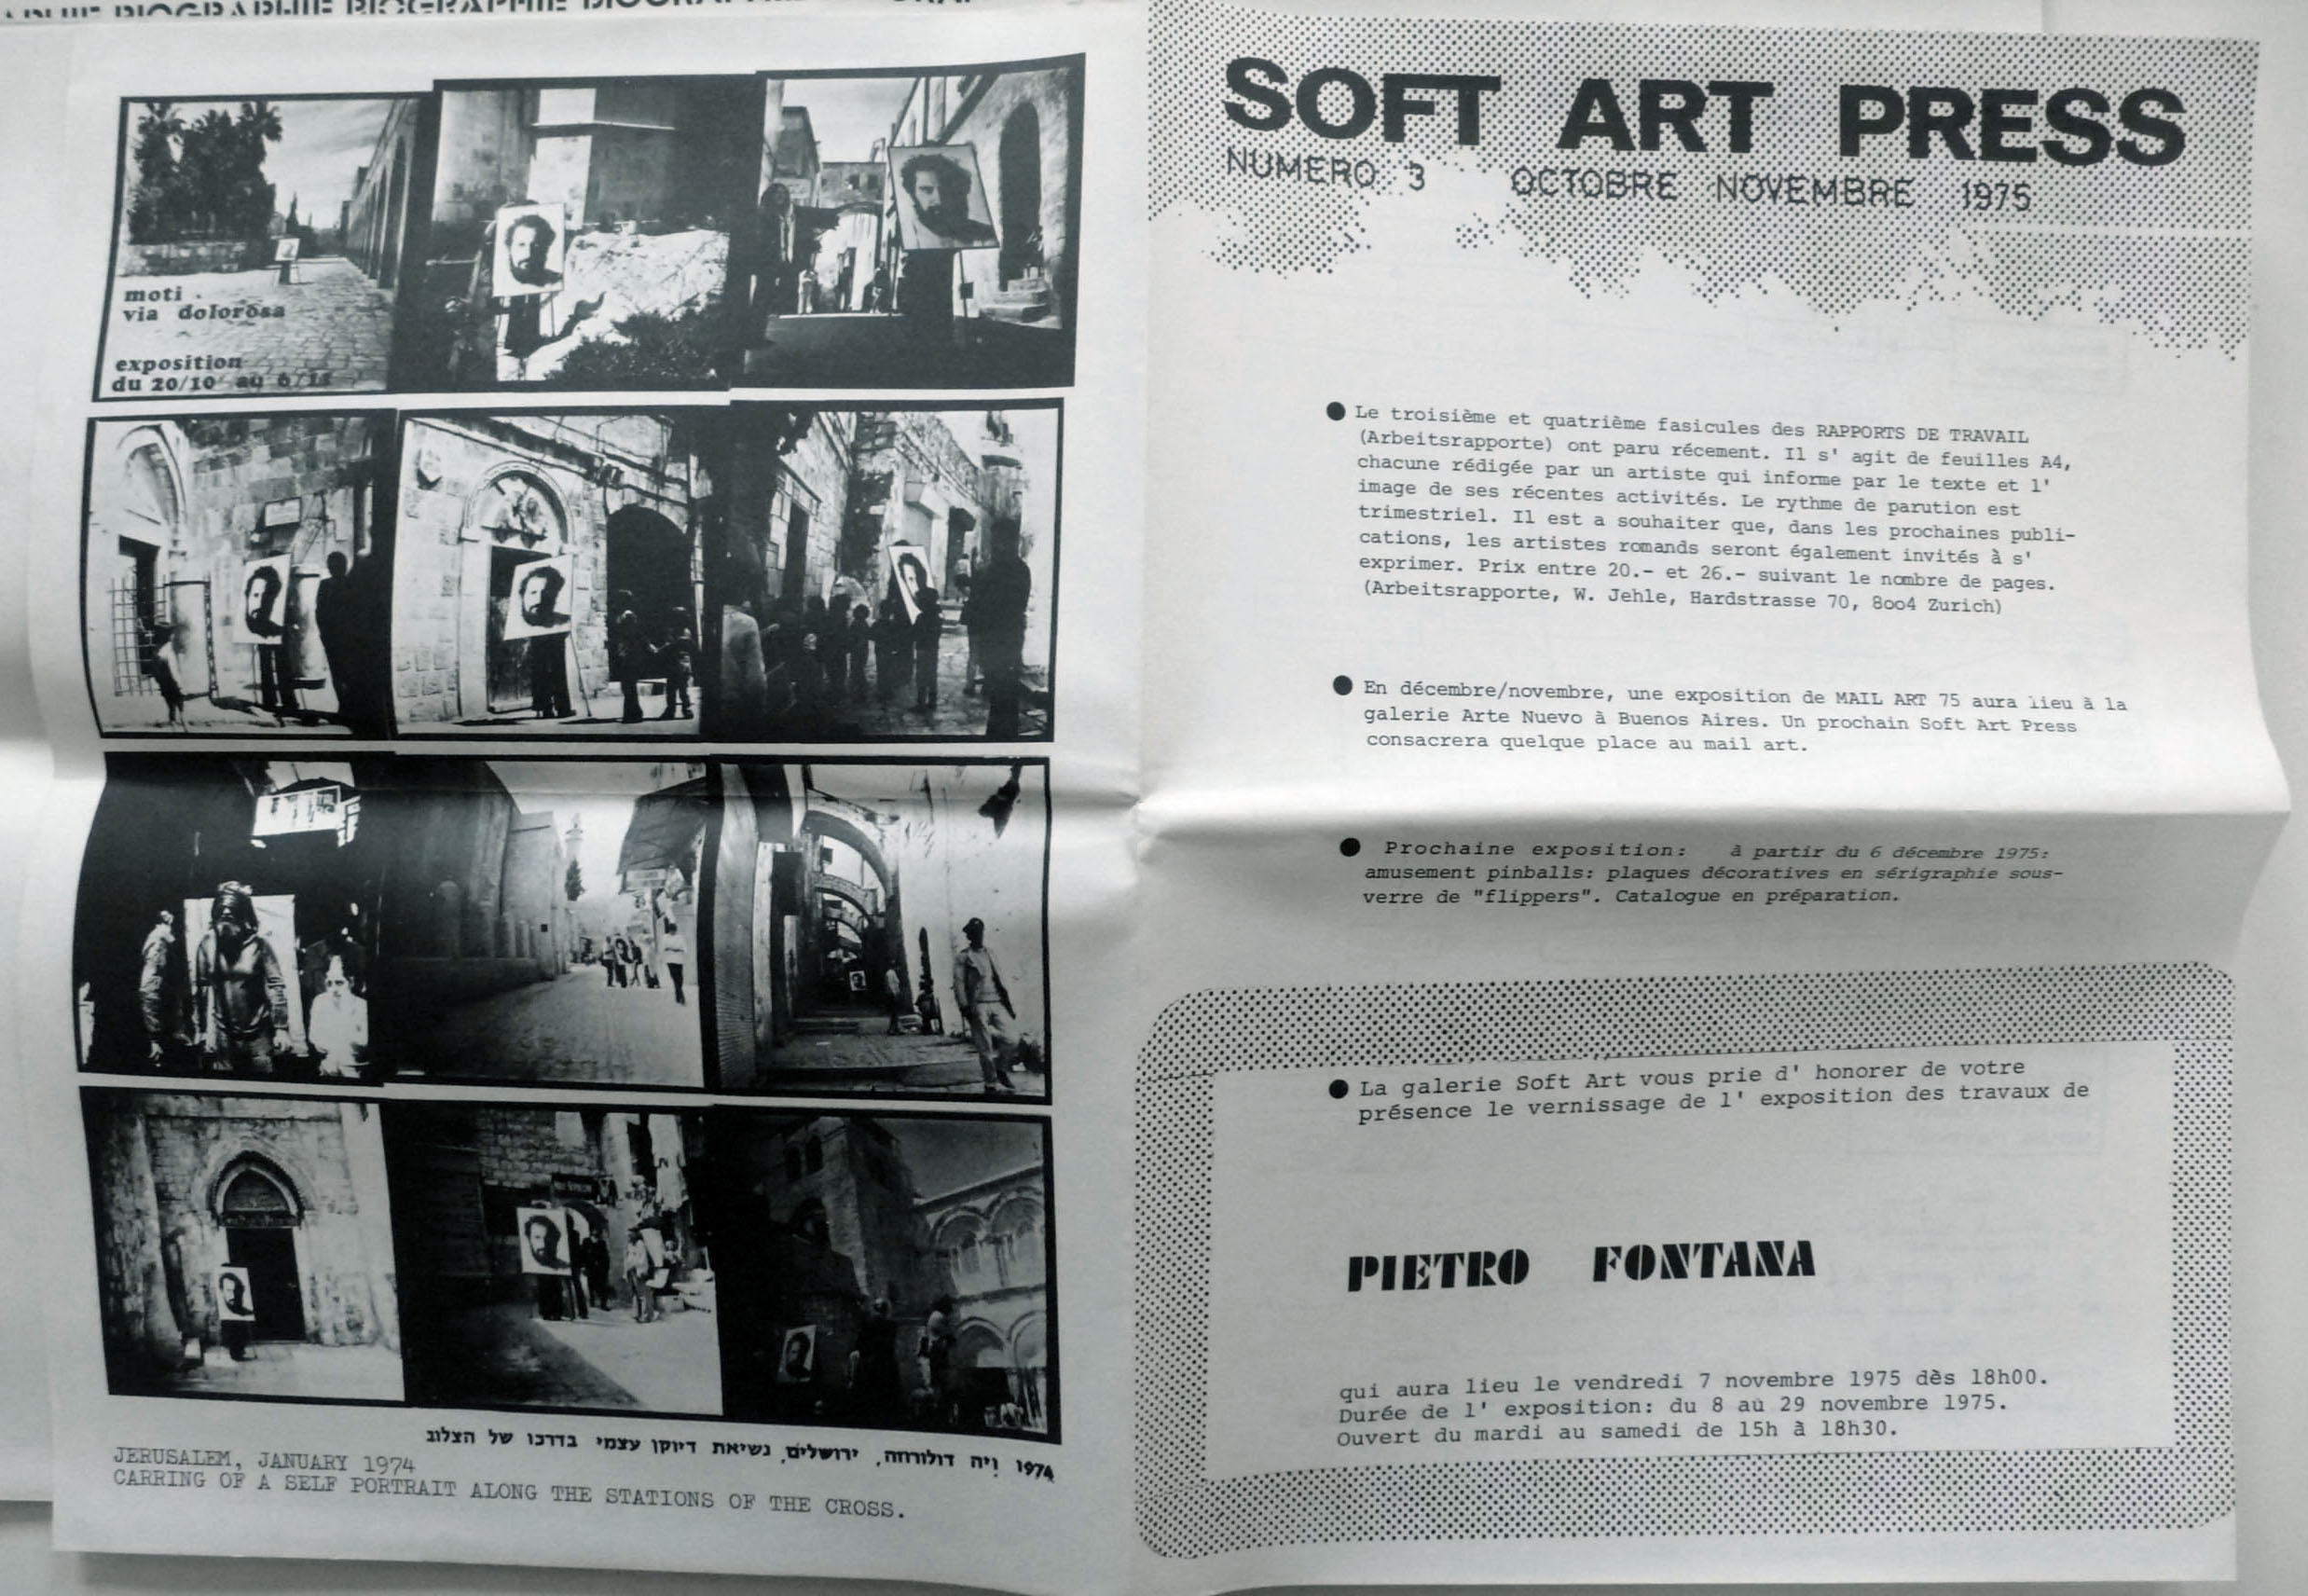 BIOGRAPHIE BIOGRAPHIE
moti
via dolorosa
exposition
du 20/10 au 6/11
1974 ויה דולורוזה, ירושלים, נשיאת דיוקן עצמי בדרכו של הצלוב
JERUSALEM, JANUARY 1974
CARRING OF A SELF PORTRAIT ALONG THE STATIONS OF THE CROSS.
SOFT ART PRESS
NUMERO 3 OCTOBRE NOVEMBRE 1975
● Le troisième et quatrième fasicules des RAPPORTS DE TRAVAIL
(Arbeitsrapporte) ont paru récement. Il s' agit de feuilles A4,
chacune rédigée par un artiste qui informe par le texte et l'
image de ses récentes activités. Le rythme de parution est
trimestriel. Il est a souhaiter que, dans les prochaines publi-
cations, les artistes romands seront également invités à s'
exprimer. Prix entre 20.- et 26.- suivant le nombre de pages.
(Arbeitsrapporte, W. Jehle, Hardstrasse 70, 8oo4 Zurich)
● En décembre/novembre, une exposition de MAIL ART 75 aura lieu à la
galerie Arte Nuevo à Buenos Aires. Un prochain Soft Art Press
consacrera quelque place au mail art.
● Prochaine exposition: à partir du 6 décembre 1975:
amusement pinballs: plaques décoratives en sérigraphie sous-
verre de "flippers". Catalogue en préparation.
● La galerie Soft Art vous prie d' honorer de votre
présence le vernissage de l' exposition des travaux de
PIETRO FONTANA
qui aura lieu le vendredi 7 novembre 1975 dès 18h00.
Durée de l' exposition: du 8 au 29 novembre 1975.
Ouvert du mardi au samedi de 15h à 18h30.